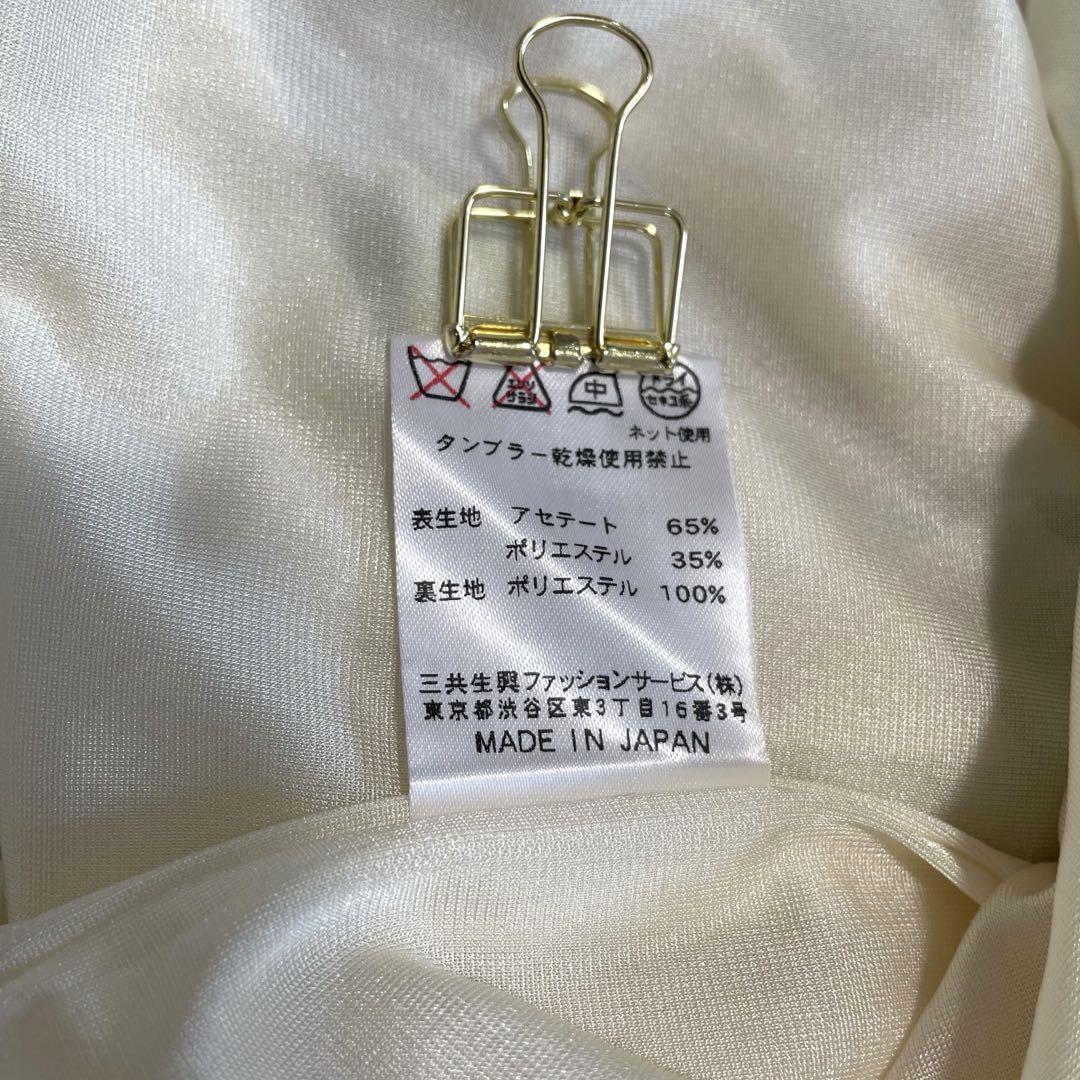 エンソ 中 ドライ
サラシ セキユ系
ネット使用
タンブラー乾燥使用禁止
表生地 アセテート 65%
ポリエステル 35%
裏生地 ポリエステル 100%
三共生興ファッションサービス(株)
東京都渋谷区東3丁目16番3号
MADE IN JAPAN